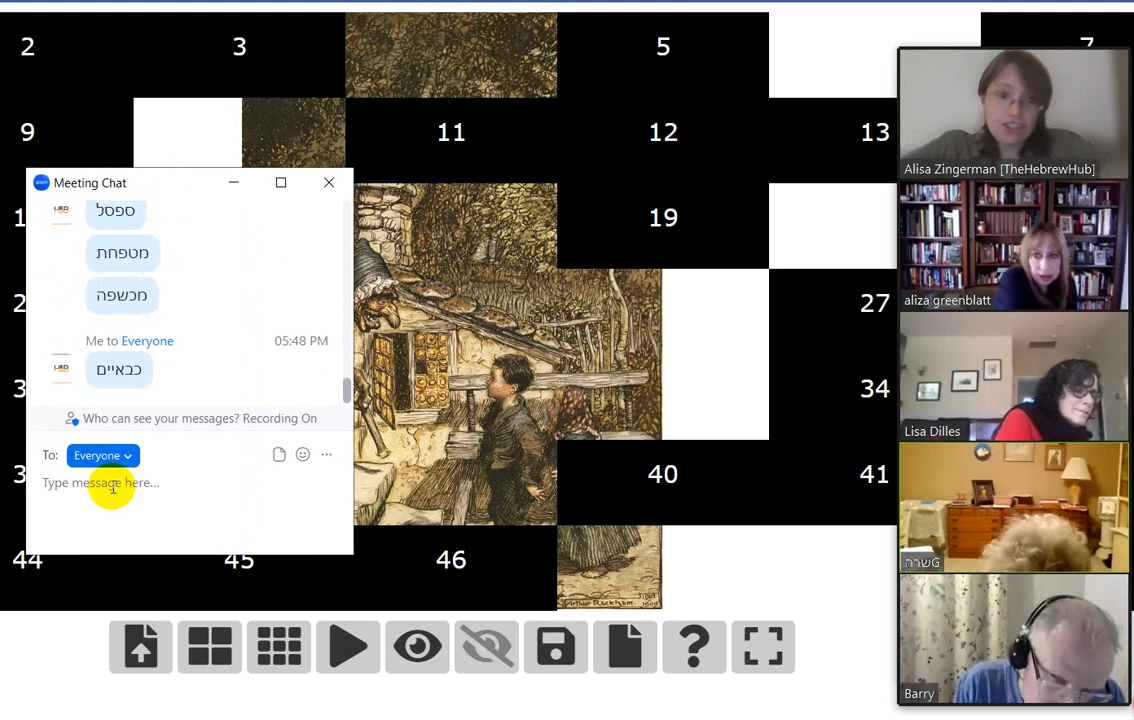 2
3
5
9
11
12
13
19
27
34
40
41
44
45
46
Meeting Chat
ספסל
מטפחת
מכשפה
Me to Everyone
05:48 PM
כבאיים
Who can see your messages? Recording On
To: Everyone
Type message here...
Arthur Rackham
Alisa Zingerman [TheHebrewHub]
aliza greenblatt
Lisa Dilles
שרהG
Barry
?